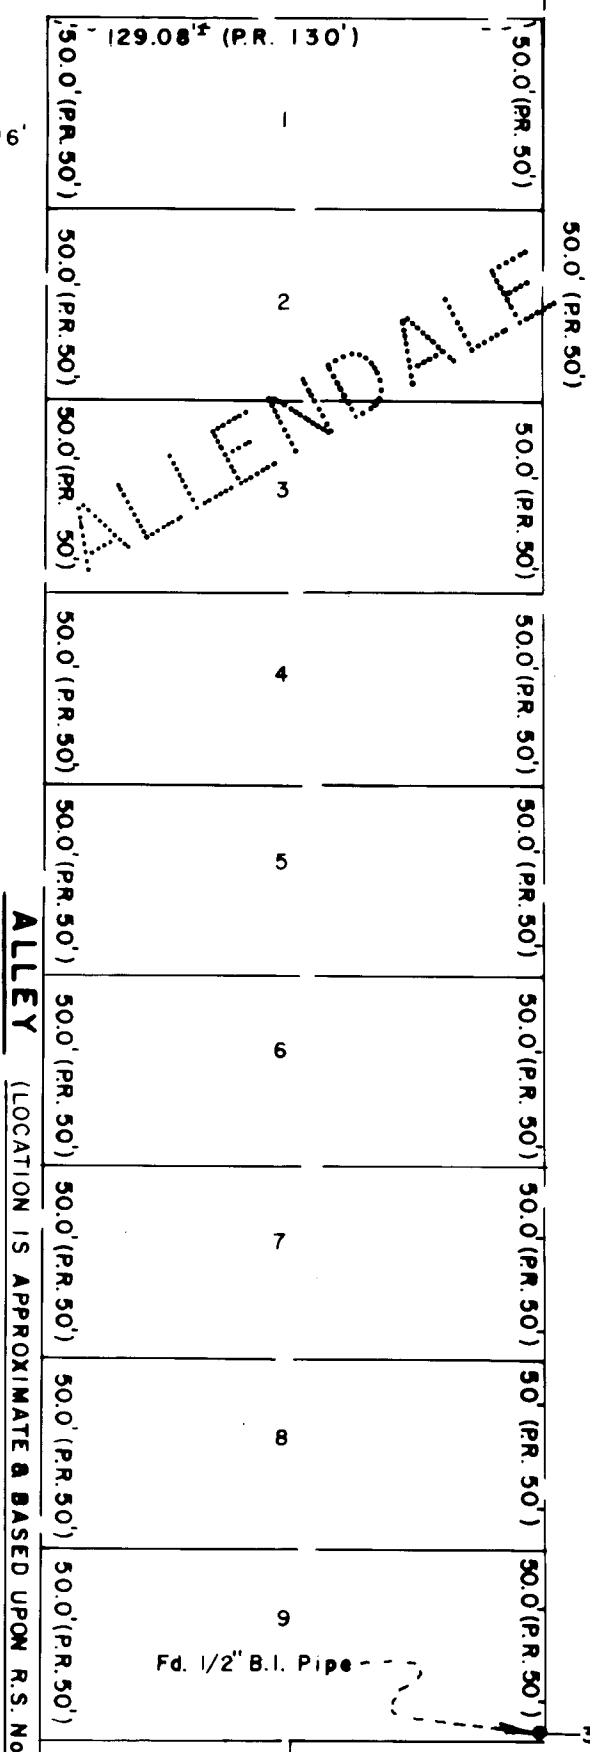 129.08'± (P.R. 130')
50.0' (P.R. 50')
1
50.0' (P.R. 50')
50.0' (P.R. 50')
2
50.0' (P.R. 50')
ALLENDALE
50.0' (P.R. 50')
3
50.0' (P.R. 50')
50.0' (P.R. 50')
4
50.0' (P.R. 50')
50.0' (P.R. 50')
5
50.0' (P.R. 50')
50.0' (P.R. 50')
6
50.0' (P.R. 50')
50.0' (P.R. 50')
7
50.0' (P.R. 50')
50.0' (P.R. 50')
8
50' (P.R. 50')
50.0' (P.R. 50')
9
50.0' (P.R. 50')
Fd. 1/2" B.I. Pipe
ALLEY (LOCATION IS APPROXIMATE & BASED UPON R.S. No
6'